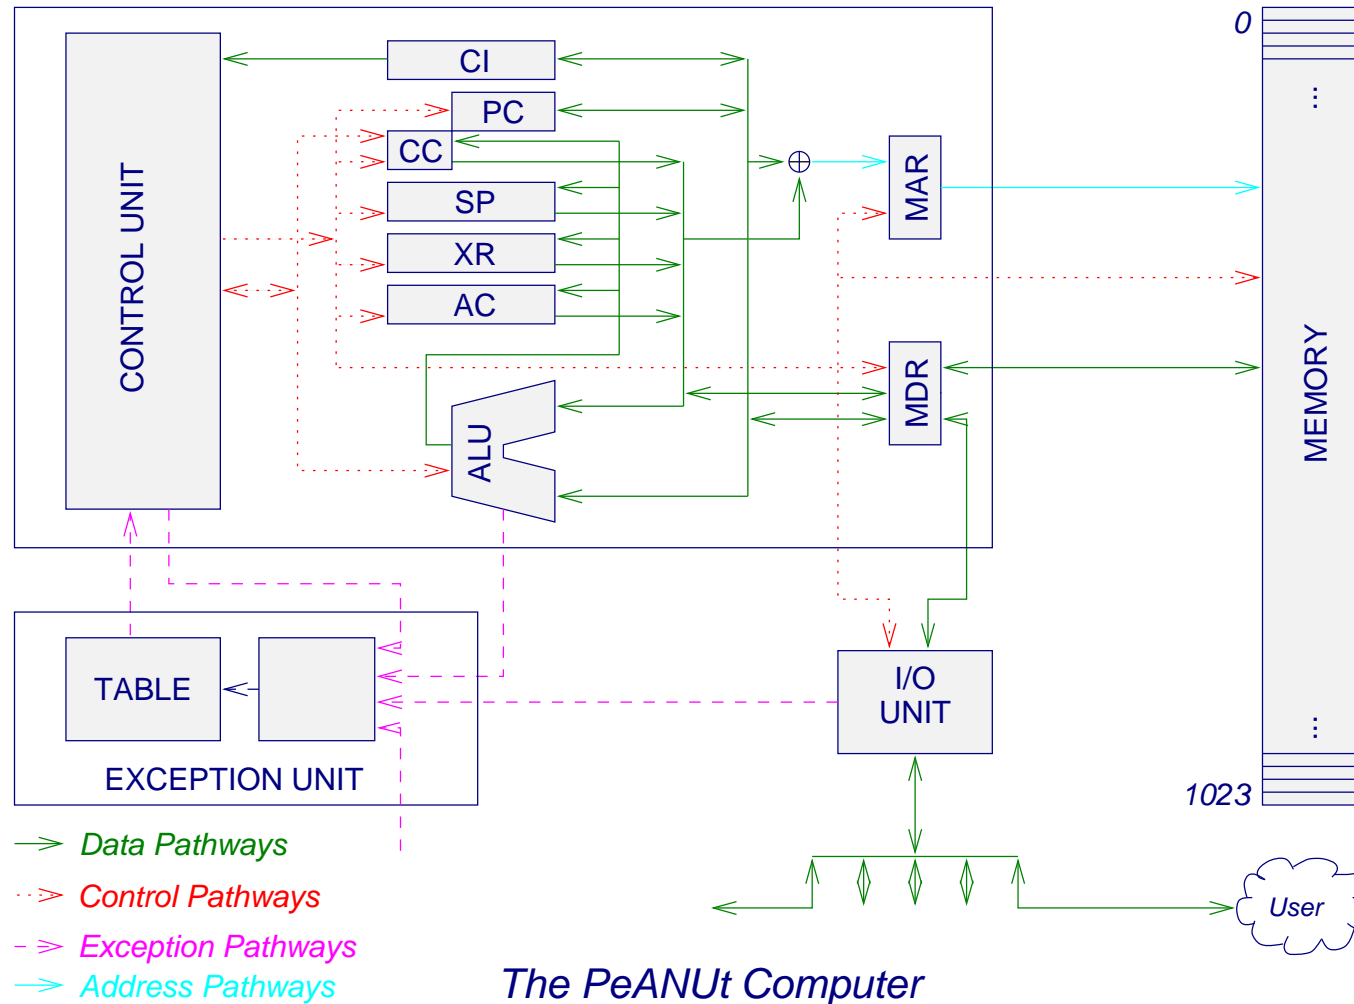 0
CI
PC
CC
SP
XR
AC
CONTROL UNIT
ALU
MAR
MDR
...
MEMORY
...
1023
TABLE
EXCEPTION UNIT
I/O
UNIT
Data Pathways
Control Pathways
Exception Pathways
Address Pathways
User
The PeANUt Computer